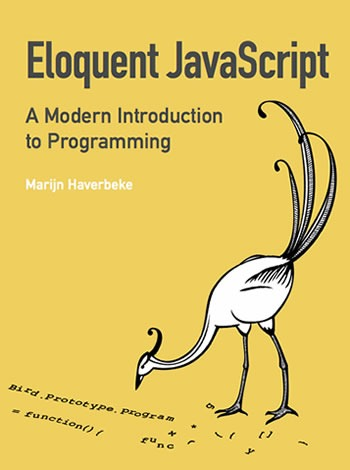 Eloquent JavaScript
A Modern Introduction
to Programming
Marijn Haverbeke
Bird.Prototype.Program
= function(){
func